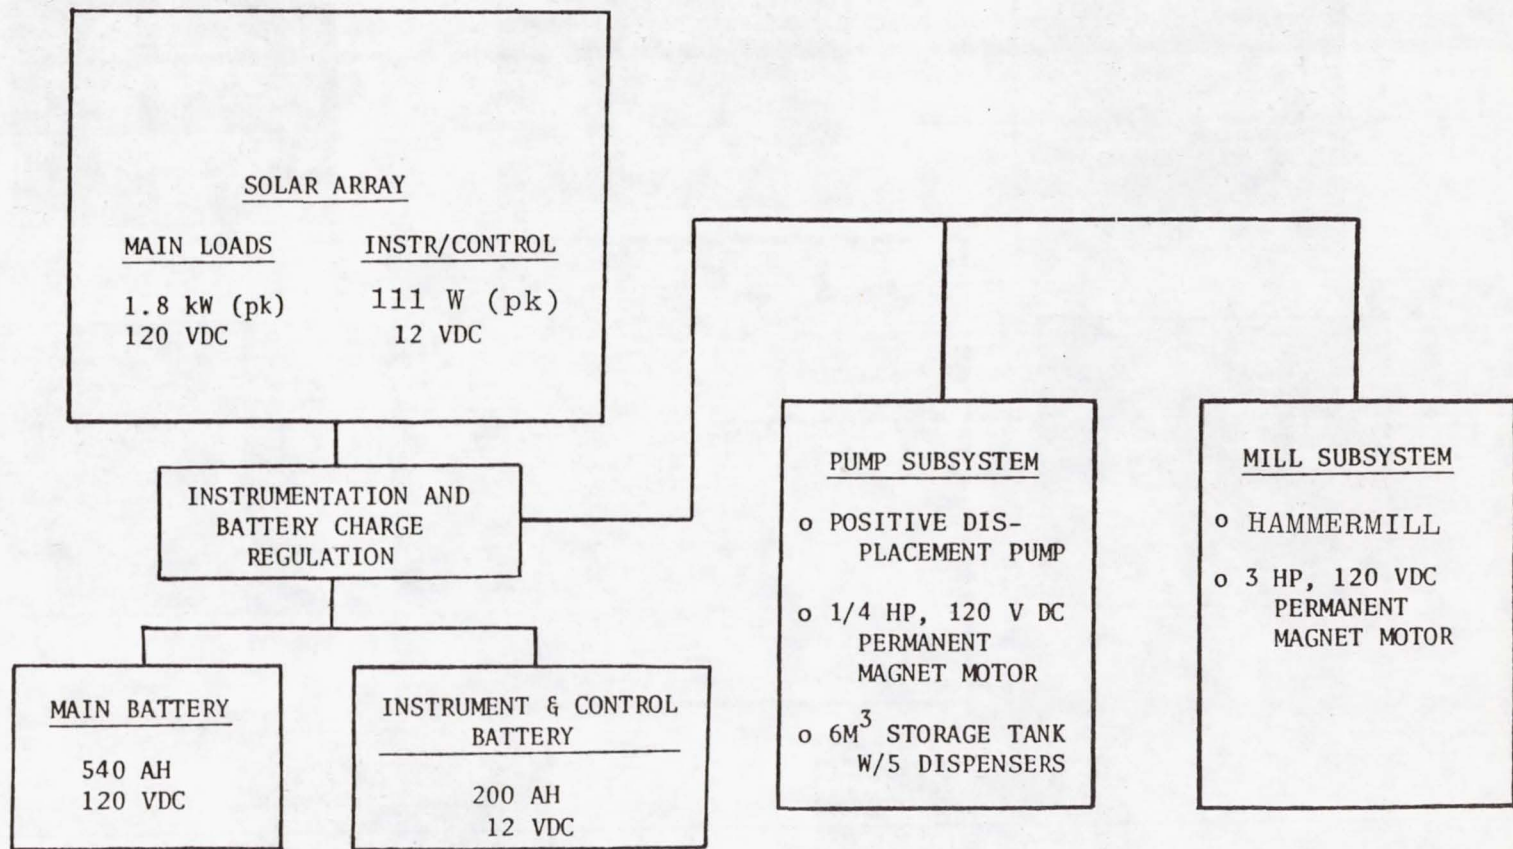 SOLAR ARRAY
MAIN LOADS
1.8 kW (pk)
120 VDC
INSTR/CONTROL
111 W (pk)
12 VDC
INSTRUMENTATION AND
BATTERY CHARGE
REGULATION
MAIN BATTERY
540 AH
120 VDC
INSTRUMENT & CONTROL
BATTERY
200 AH
12 VDC
PUMP SUBSYSTEM
o POSITIVE DIS-
PLACEMENT PUMP
o 1/4 HP, 120 V DC
PERMANENT
MAGNET MOTOR
o 6M³ STORAGE TANK
W/5 DISPENSERS
MILL SUBSYSTEM
o HAMMERMILL
o 3 HP, 120 VDC
PERMANENT
MAGNET MOTOR